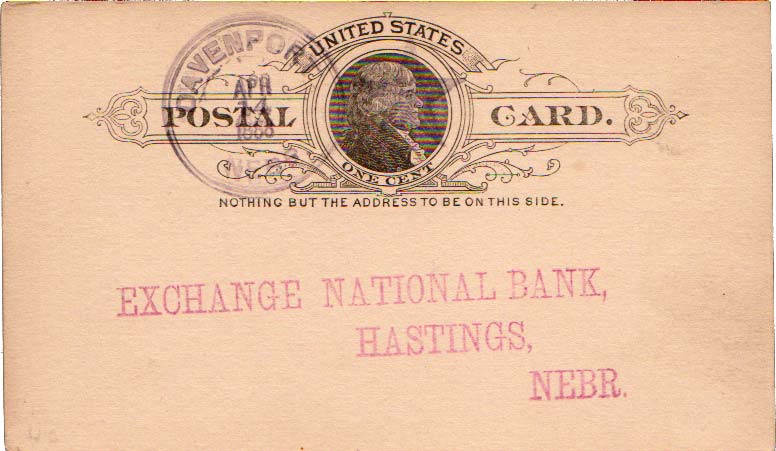 UNITED STATES
POSTAL CARD.
ONE CENT
NOTHING BUT THE ADDRESS TO BE ON THIS SIDE.
DAVENPORT
APR
14
NEB
EXCHANGE NATIONAL BANK,
HASTINGS,
NEBR.